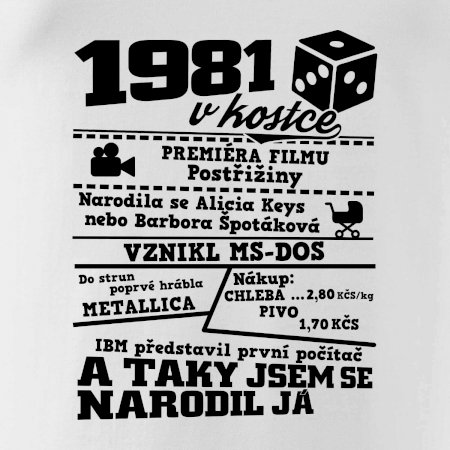 1981
v kostce
PREMIÉRA FILMU
Postřižiny
Narodila se Alicia Keys
nebo Barbora Špotáková
VZNIKL MS-DOS
Do strun
poprvé hrábla
METALLICA
Nákup:
CHLEBA ...2,80 KČS/kg
PIVO
1,70 KČS
IBM představil první počítač
A TAKY JSEM SE
NARODIL JÁ